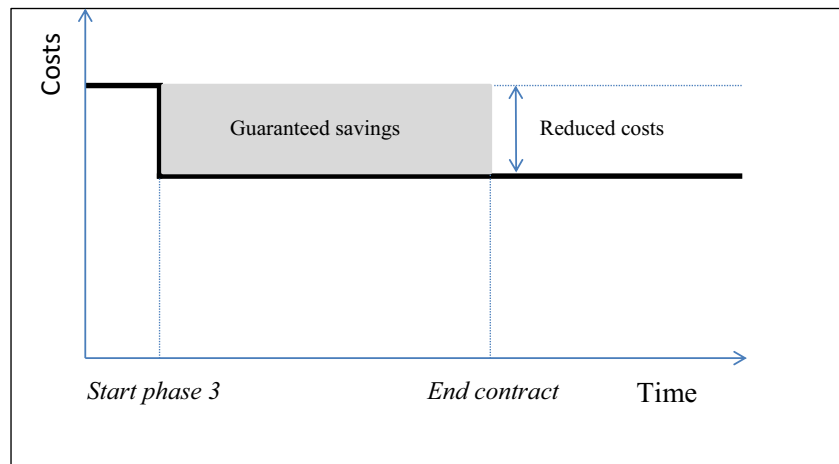 Costs
Guaranteed savings
Reduced costs
Start phase 3
End contract
Time